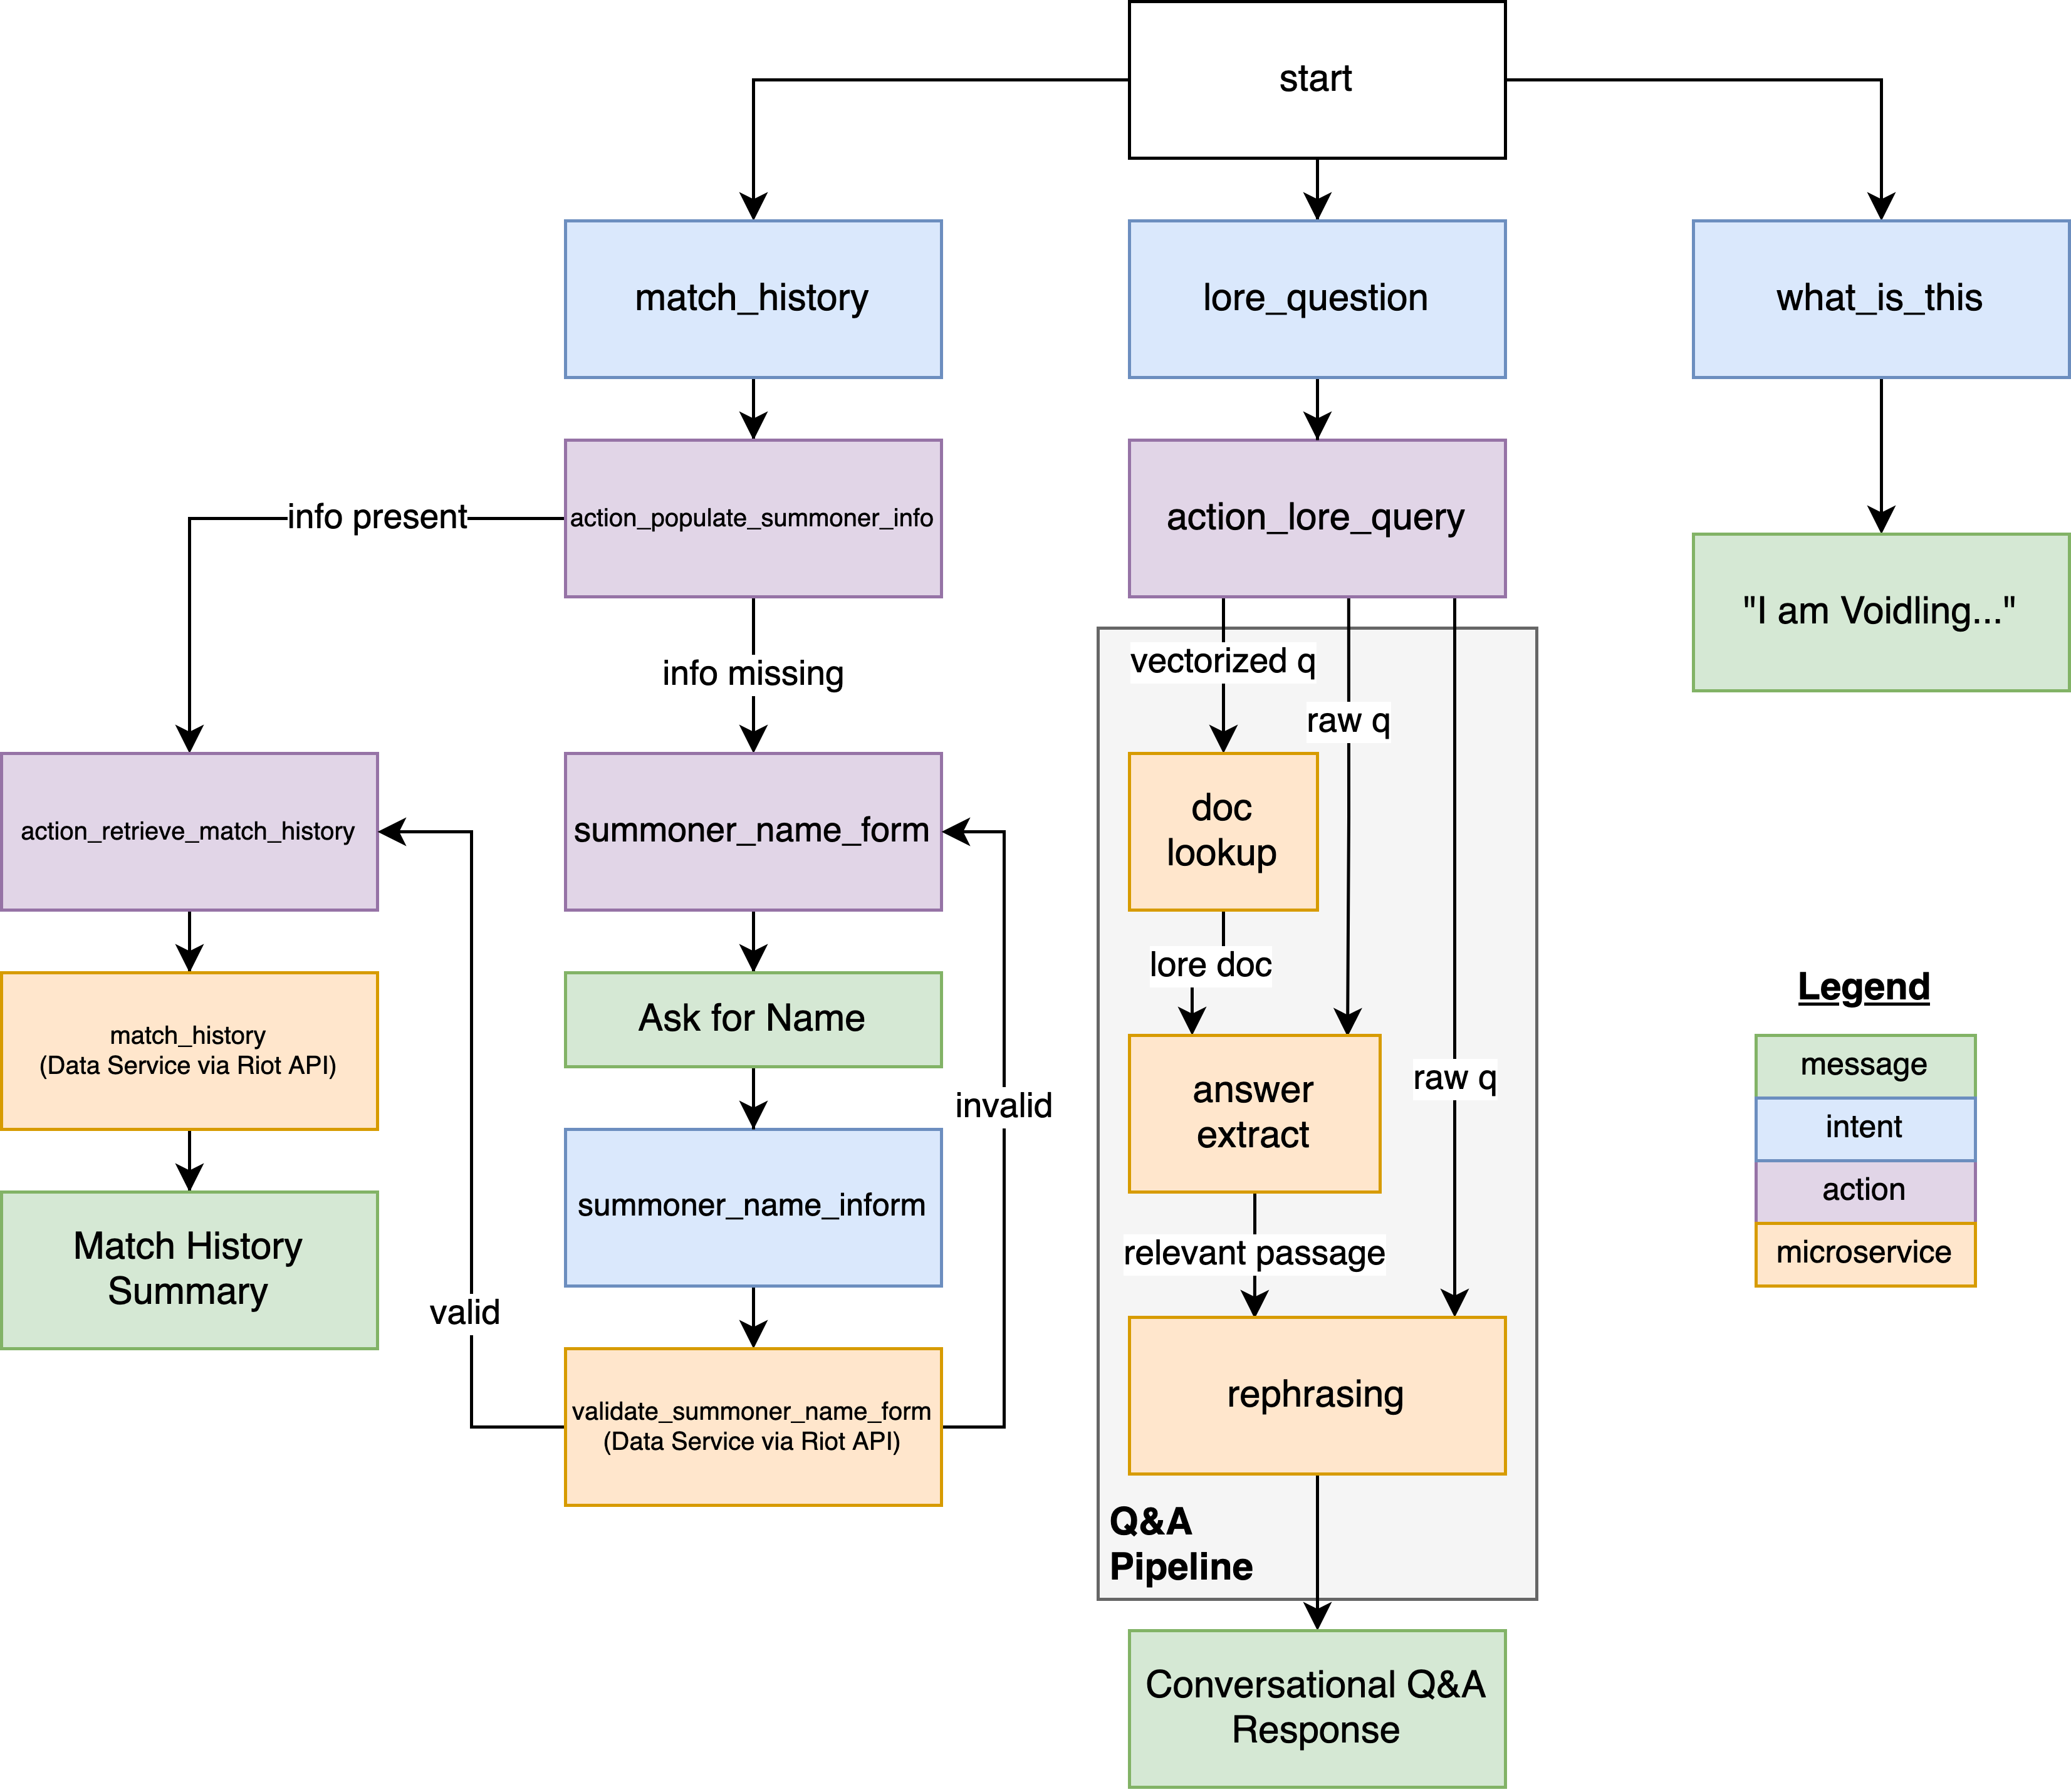 start
match_history
lore_question
what_is_this
info present
action_populate_summoner_info
action_lore_query
"I am Voidling..."
info missing
vectorized q
raw q
action_retrieve_match_history
summoner_name_form
doc
lookup
lore doc
match_history
(Data Service via Riot API)
Ask for Name
answer
extract
raw q
invalid
Legend
message
intent
action
microservice
Match History
Summary
summoner_name_inform
relevant passage
valid
validate_summoner_name_form
(Data Service via Riot API)
rephrasing
Q&A
Pipeline
Conversational Q&A
Response